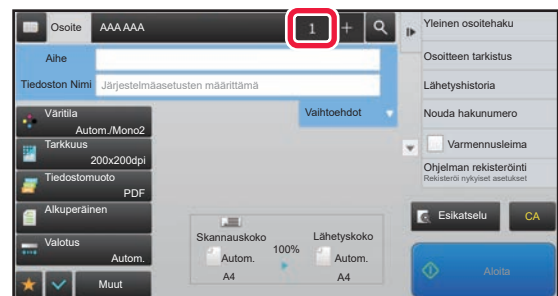 Osoite AAA AAA 1 +
Aihe
Tiedoston Nimi Järjestelmäasetusten määrittämä
Vaihtoehdot
Väritila
Autom./Mono2
Tarkkuus
200x200dpi
Tiedostomuoto
PDF
Alkuperäinen
Valotus
Autom.
Muut
Skannauskoko
Autom.
A4
100%
Lähetyskoko
Autom.
A4
Yleinen osoitehaku
Osoitteen tarkistus
Lähetyshistoria
Nouda hakunumero
Varmennusleima
Ohjelman rekisteröinti
Rekisteröi nykyiset asetukset
Esikatselu
CA
Aloita